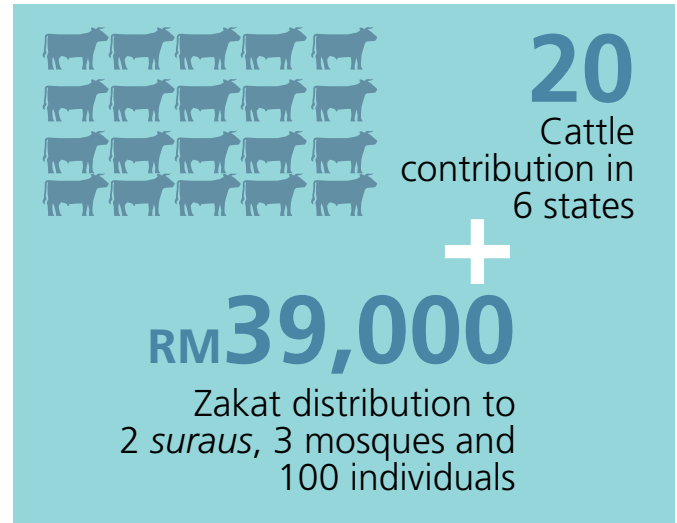 20
Cattle
contribution in
6 states
+
RM39,000
Zakat distribution to
2 suraus, 3 mosques and
100 individuals